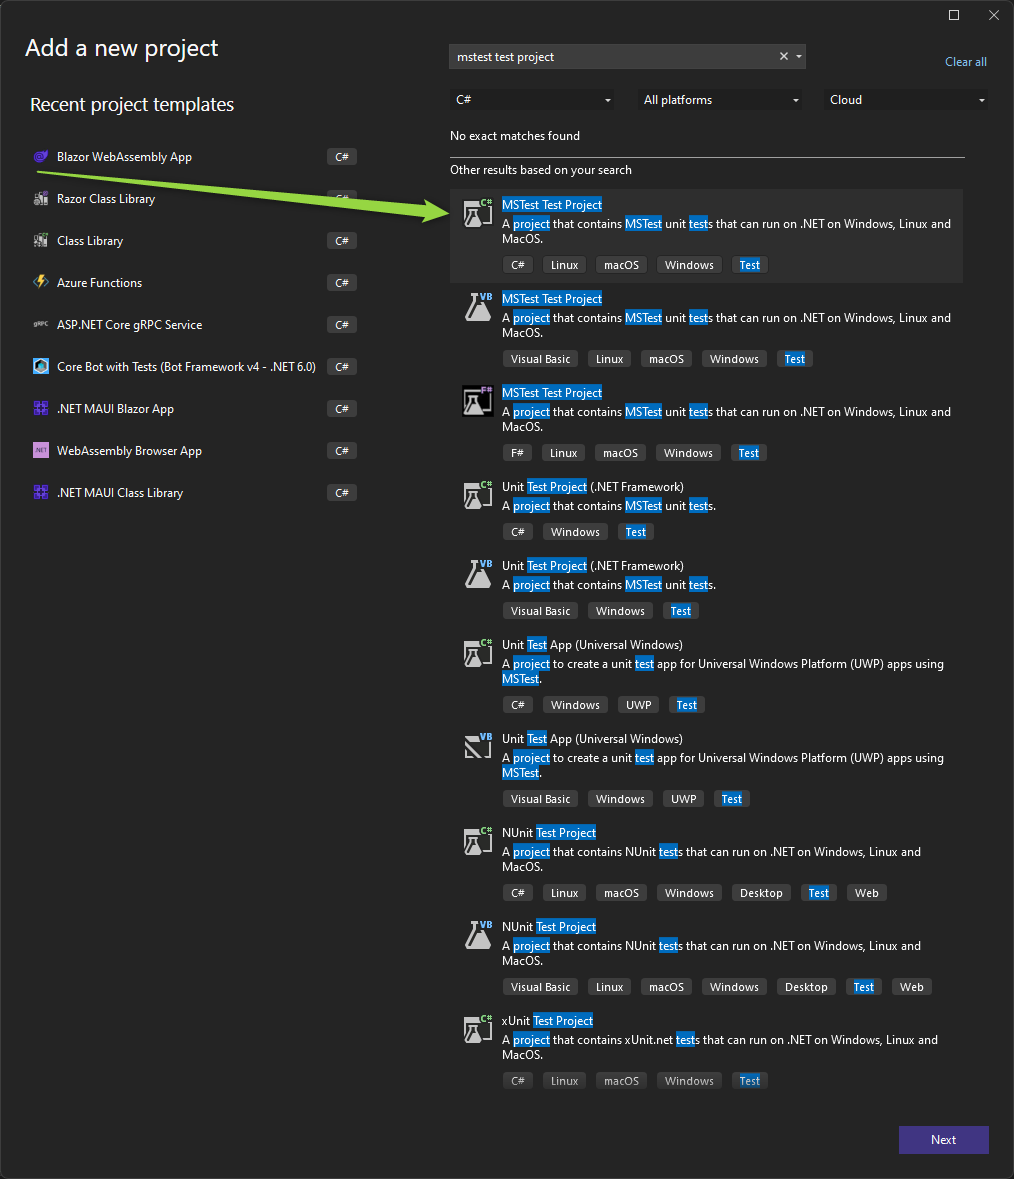 Add a new project
mstest test project
Clear all
Recent project templates
C#
All platforms
Cloud
No exact matches found
Other results based on your search
Blazor WebAssembly App
C#
Razor Class Library
C#
Class Library
C#
Azure Functions
C#
gRPC
ASP.NET Core gRPC Service
C#
Core Bot with Tests (Bot Framework v4 - .NET 6.0)
C#
.NET MAUI Blazor App
C#
.NET
WebAssembly Browser App
C#
.NET MAUI Class Library
C#
C#
MSTest Test Project
A project that contains MSTest unit tests that can run on .NET on Windows, Linux and
MacOS.
C# Linux macOS Windows Test
VB
MSTest Test Project
A project that contains MSTest unit tests that can run on .NET on Windows, Linux and
MacOS.
Visual Basic Linux macOS Windows Test
F#
MSTest Test Project
A project that contains MSTest unit tests that can run on .NET on Windows, Linux and
MacOS.
F# Linux macOS Windows Test
C#
Unit Test Project (.NET Framework)
A project that contains MSTest unit tests.
C# Windows Test
VB
Unit Test Project (.NET Framework)
A project that contains MSTest unit tests.
Visual Basic Windows Test
C#
Unit Test App (Universal Windows)
A project to create a unit test app for Universal Windows Platform (UWP) apps using
MSTest.
C# Windows UWP Test
VB
Unit Test App (Universal Windows)
A project to create a unit test app for Universal Windows Platform (UWP) apps using
MSTest.
Visual Basic Windows UWP Test
C#
NUnit Test Project
A project that contains NUnit tests that can run on .NET on Windows, Linux and
MacOS.
C# Linux macOS Windows Desktop Test Web
VB
NUnit Test Project
A project that contains NUnit tests that can run on .NET on Windows, Linux and
MacOS.
Visual Basic Linux macOS Windows Desktop Test Web
C#
xUnit Test Project
A project that contains xUnit.net tests that can run on .NET on Windows, Linux and
MacOS.
C# Linux macOS Windows Test
Next